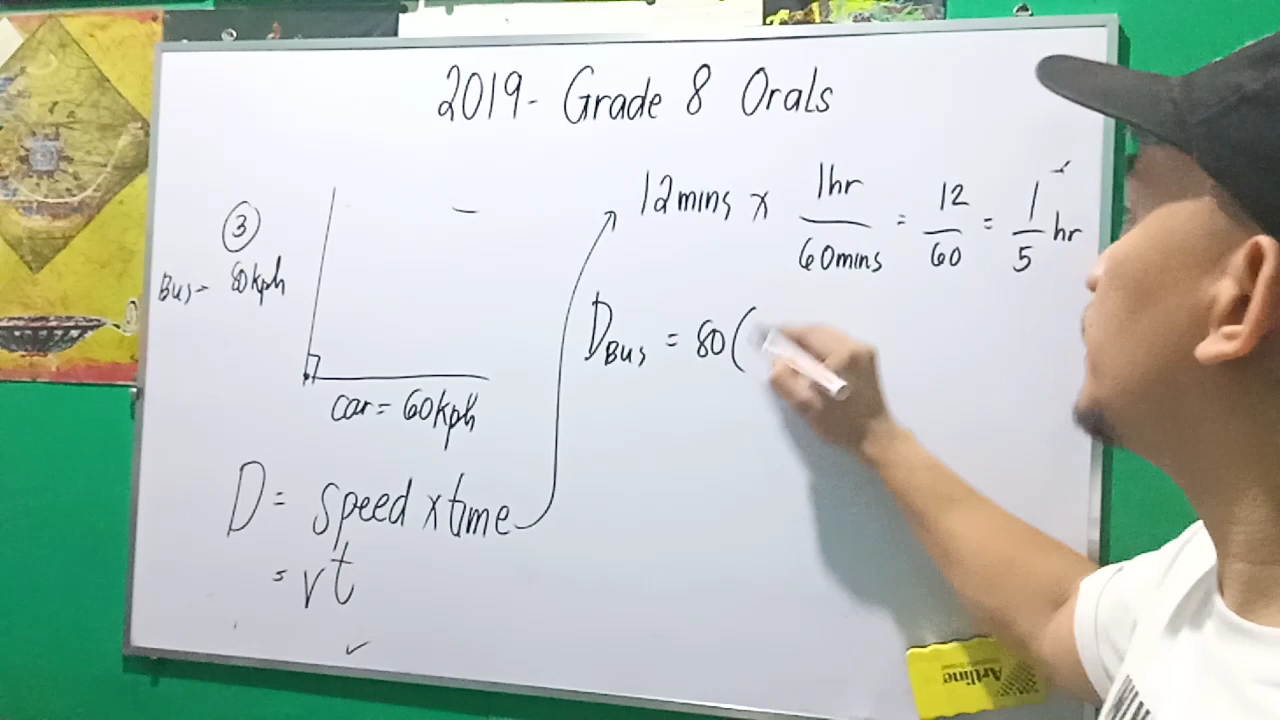 2019- Grade 8 Orals
3
Bus - 80kph
car = 60kph
D = speed x time
= vt
12mins x 1hr / 60mins = 12 / 60 = 1 / 5 hr
D Bus = 80 (
Artline